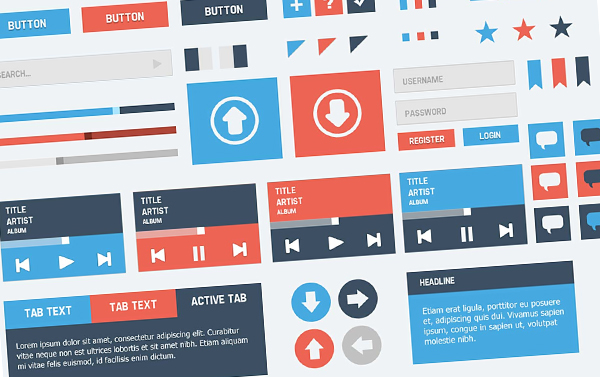 BUTTON
BUTTON
BUTTON
+
?
SEARCH...
USERNAME
PASSWORD
REGISTER
LOGIN
TITLE
ARTIST
ALBUM
TITLE
ARTIST
ALBUM
TITLE
ARTIST
ALBUM
TITLE
ARTIST
ALBUM
TAB TEXT
TAB TEXT
ACTIVE TAB
Lorem ipsum dolor sit amet, consectetur adipiscing elit. Curabitur
vitae neque non est ultrices lobortis et sit amet nibh. Etiam aliquam
mi vitae felis euismod, id facilisis enim dictum.
HEADLINE
Etiam erat ligula, porttitor eu posuere
et, adipiscing quis dui. Vivamus sapien
ipsum, congue in sapien ut, volutpat
molestie nibh.